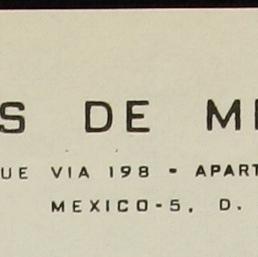 S DE M
UE VIA 198 - APART
MEXICO-5, D.